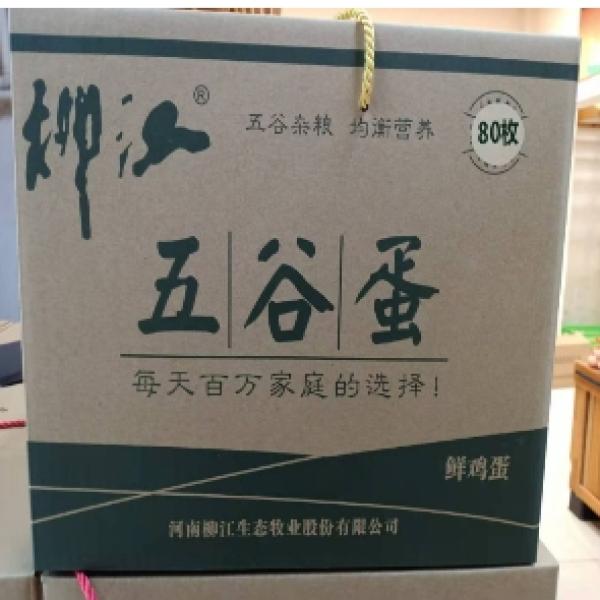 柳江®
五谷杂粮 均衡营养
80枚
五谷蛋
每天百万家庭的选择!
鲜鸡蛋
河南柳江生态牧业股份有限公司